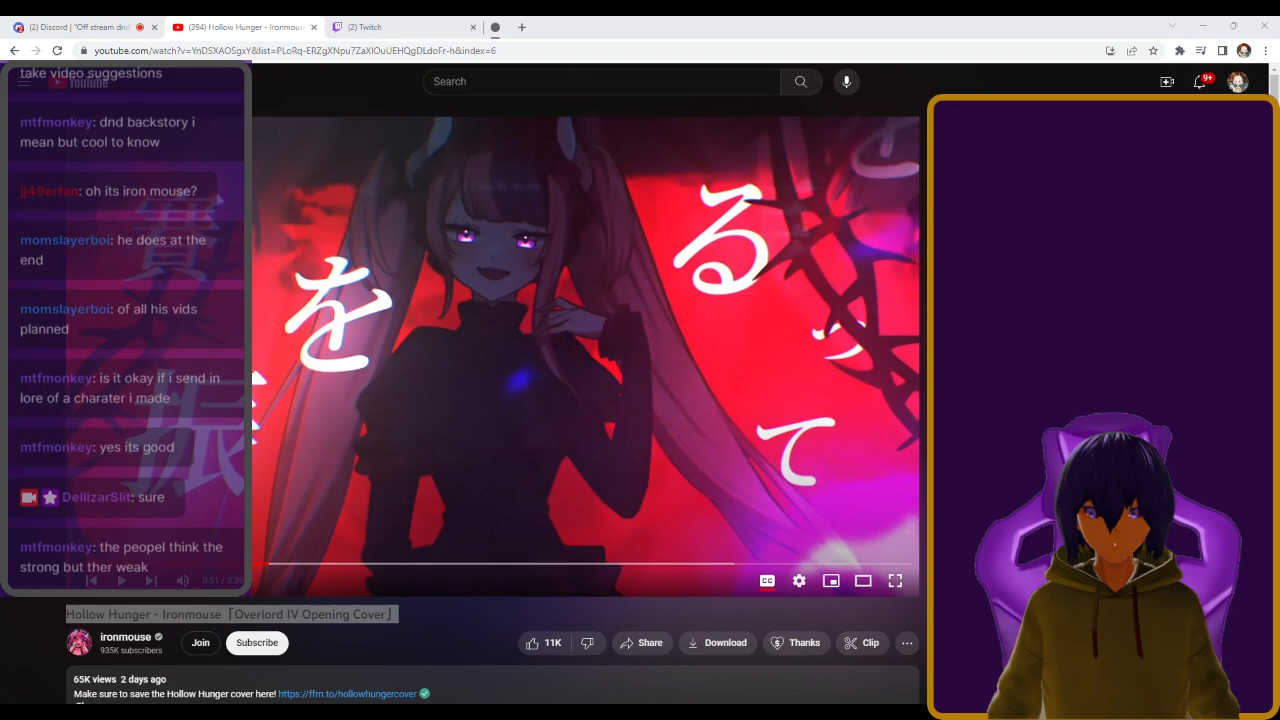 (2) Discord | "Off stream dnd
(394) Hollow Hunger - Ironmous
(2) Twitch
youtube.com/watch?v=YnDSXAOSgxY&list=PLoRq-ERZgXNpu7ZaXIOuUEHQgDLdoFr-h&index=6
YouTube
Search
9+
take video suggestions
mtfmonkey: dnd backstory i
mean but cool to know
jj49erfan: oh its iron mouse?
momslayerboi: he does at the
end
momslayerboi: of all his vids
planned
mtfmonkey: is it okay if i send in
lore of a charater i made
mtfmonkey: yes its good
DellizarSlit: sure
mtfmonkey: the peopel think the
strong but ther weak
賽
振
を
る
っ
て
0:51 / 3:39
CC
Hollow Hunger - Ironmouse「Overlord IV Opening Cover」
ironmouse
935K subscribers
Join
Subscribe
11K
Share
Download
Thanks
Clip
65K views 2 days ago
Make sure to save the Hollow Hunger cover here! https://ffm.to/hollowhungercover